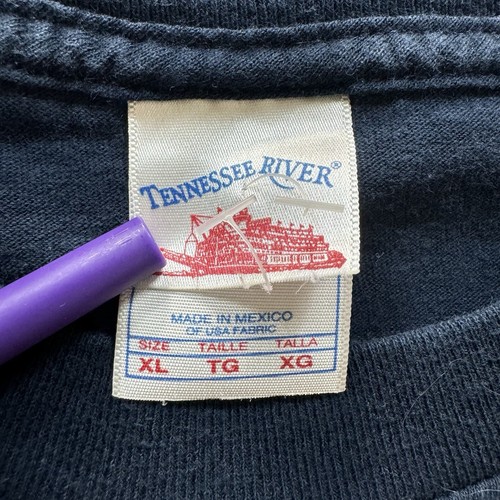 TENNESSEE RIVER®
MADE IN MEXICO
OF USA FABRIC
SIZE TAILLE TALLA
XL TG XG